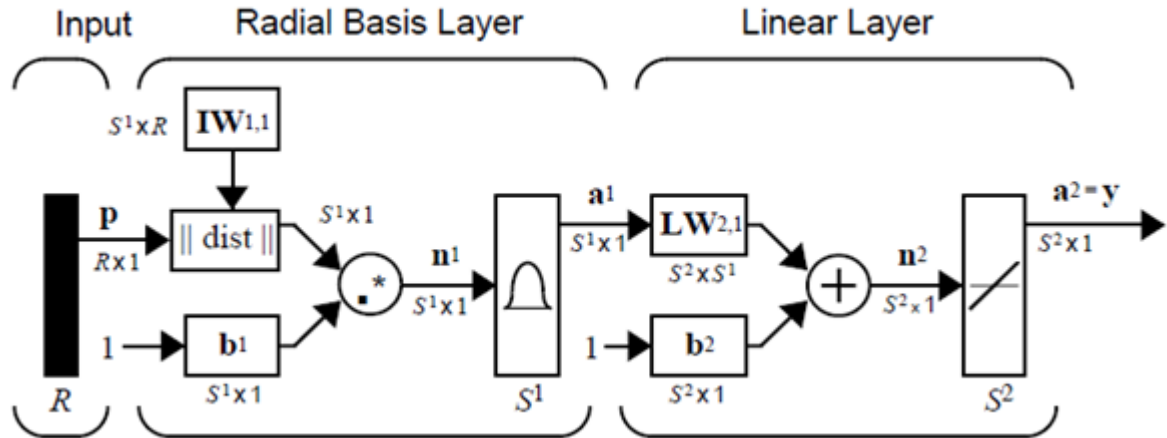 Input Radial Basis Layer Linear Layer
S¹xR IW1,1
p S¹x1 a¹ a² = y
|| dist || LW2,1
Rx1 n¹ S¹x1 n² S²x1
.* S²xS¹ +
S¹x1 S²x1
1 b¹ 1 b²
R S¹x1 S¹ S²x1 S²